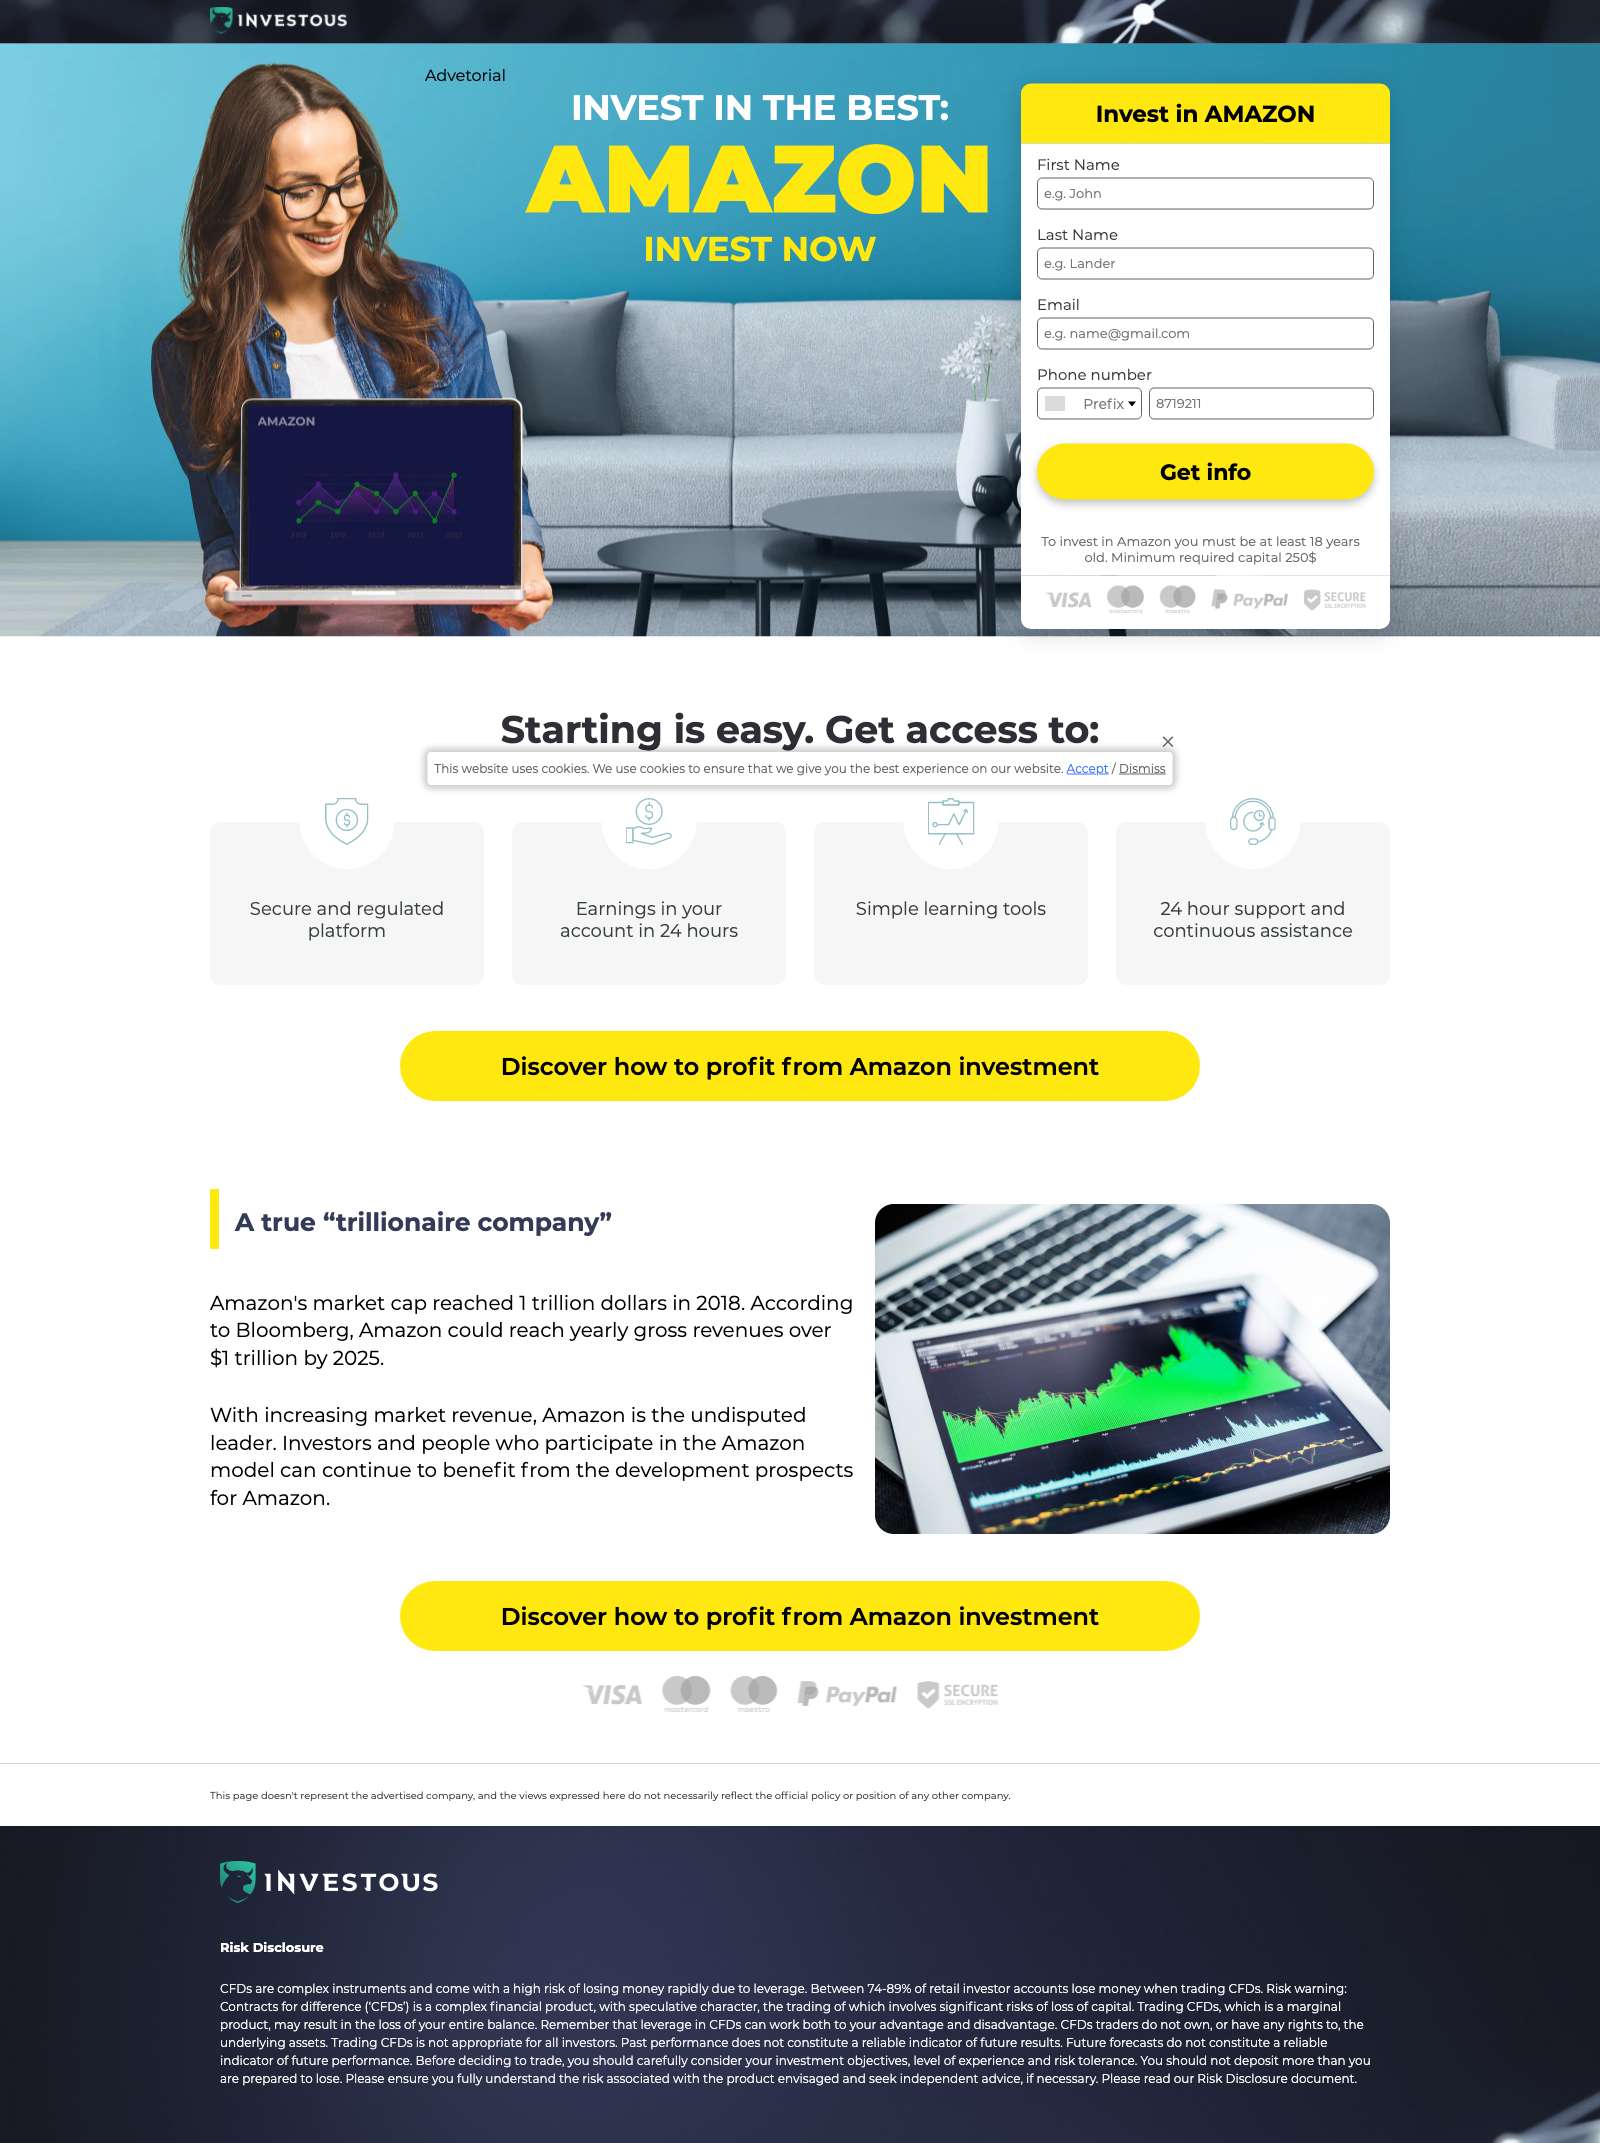 INVESTOUS
Advetorial
INVEST IN THE BEST:
AMAZON
INVEST NOW
AMAZON
Invest in AMAZON
First Name
e.g. John
Last Name
e.g. Lander
Email
e.g. name@gmail.com
Phone number
Prefix
8719211
Get info
To invest in Amazon you must be at least 18 years
old. Minimum required capital 250$
VISA
PayPal
SECURE
SSL ENCRYPTION
Starting is easy. Get access to:
This website uses cookies. We use cookies to ensure that we give you the best experience on our website. Accept / Dismiss
Secure and regulated
platform
Earnings in your
account in 24 hours
Simple learning tools
24 hour support and
continuous assistance
Discover how to profit from Amazon investment
A true “trillionaire company”
Amazon's market cap reached 1 trillion dollars in 2018. According
to Bloomberg, Amazon could reach yearly gross revenues over
$1 trillion by 2025.
With increasing market revenue, Amazon is the undisputed
leader. Investors and people who participate in the Amazon
model can continue to benefit from the development prospects
for Amazon.
Discover how to profit from Amazon investment
VISA
mastercard
maestro
PayPal
SECURE
SSL ENCRYPTION
This page doesn't represent the advertised company, and the views expressed here do not necessarily reflect the official policy or position of any other company.
INVESTOUS
Risk Disclosure
CFDs are complex instruments and come with a high risk of losing money rapidly due to leverage. Between 74-89% of retail investor accounts lose money when trading CFDs. Risk warning:
Contracts for difference (‘CFDs’) is a complex financial product, with speculative character, the trading of which involves significant risks of loss of capital. Trading CFDs, which is a marginal
product, may result in the loss of your entire balance. Remember that leverage in CFDs can work both to your advantage and disadvantage. CFDs traders do not own, or have any rights to, the
underlying assets. Trading CFDs is not appropriate for all investors. Past performance does not constitute a reliable indicator of future results. Future forecasts do not constitute a reliable
indicator of future performance. Before deciding to trade, you should carefully consider your investment objectives, level of experience and risk tolerance. You should not deposit more than you
are prepared to lose. Please ensure you fully understand the risk associated with the product envisaged and seek independent advice, if necessary. Please read our Risk Disclosure document.